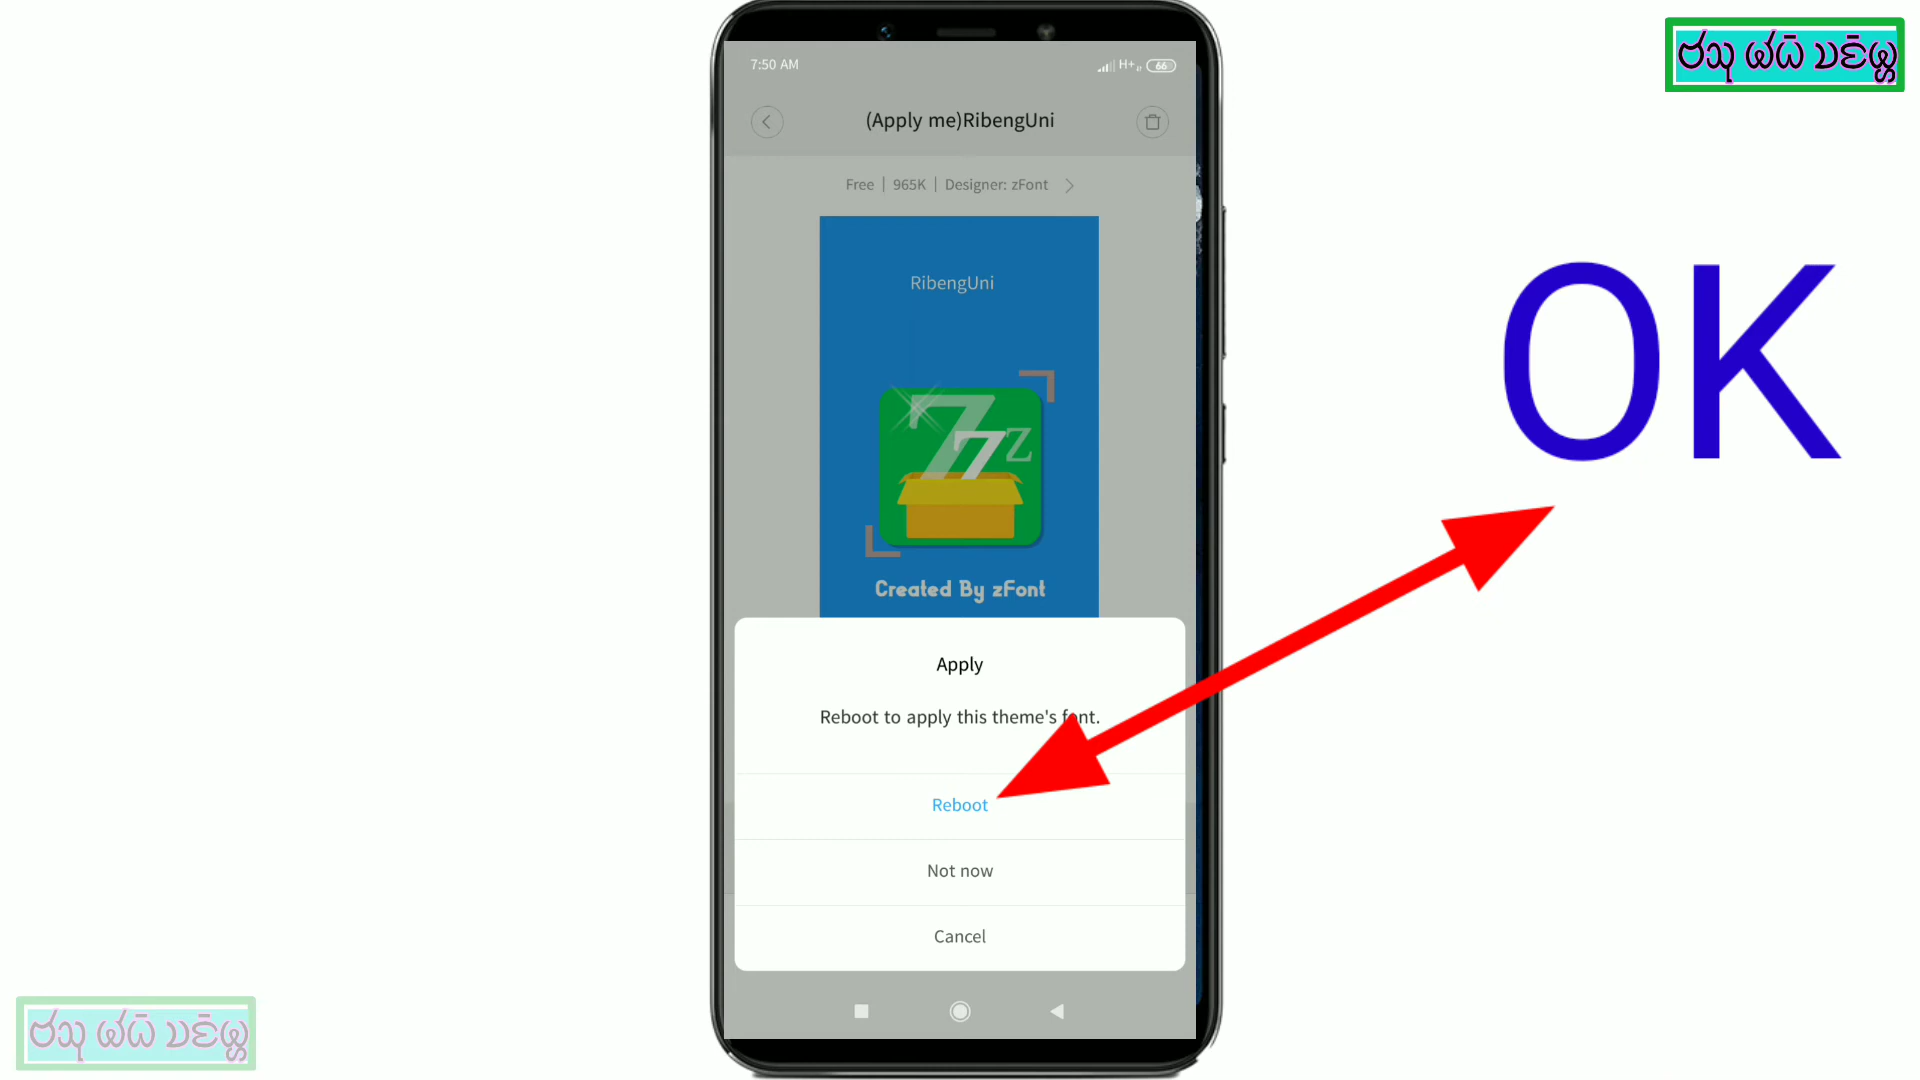 7:50 AM
H+
66
(Apply me)RibengUni
Free | 965K | Designer: zFont
RibengUni
Created By zFont
Apply
Reboot to apply this theme's font.
Reboot
Not now
Cancel
OK